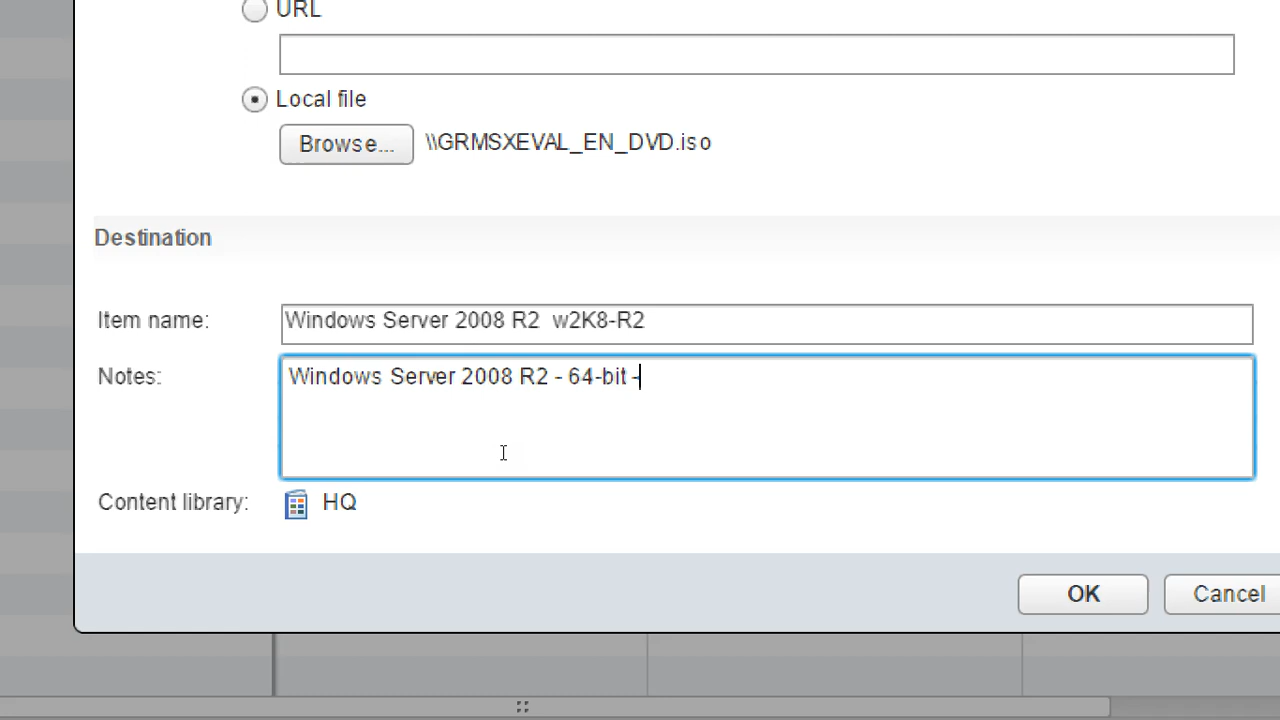 URL
Local file
Browse... \\GRMSXEVAL_EN_DVD.iso
Destination
Item name: Windows Server 2008 R2  w2K8-R2
Notes: Windows Server 2008 R2 - 64-bit -
Content library: HQ
OK Cancel